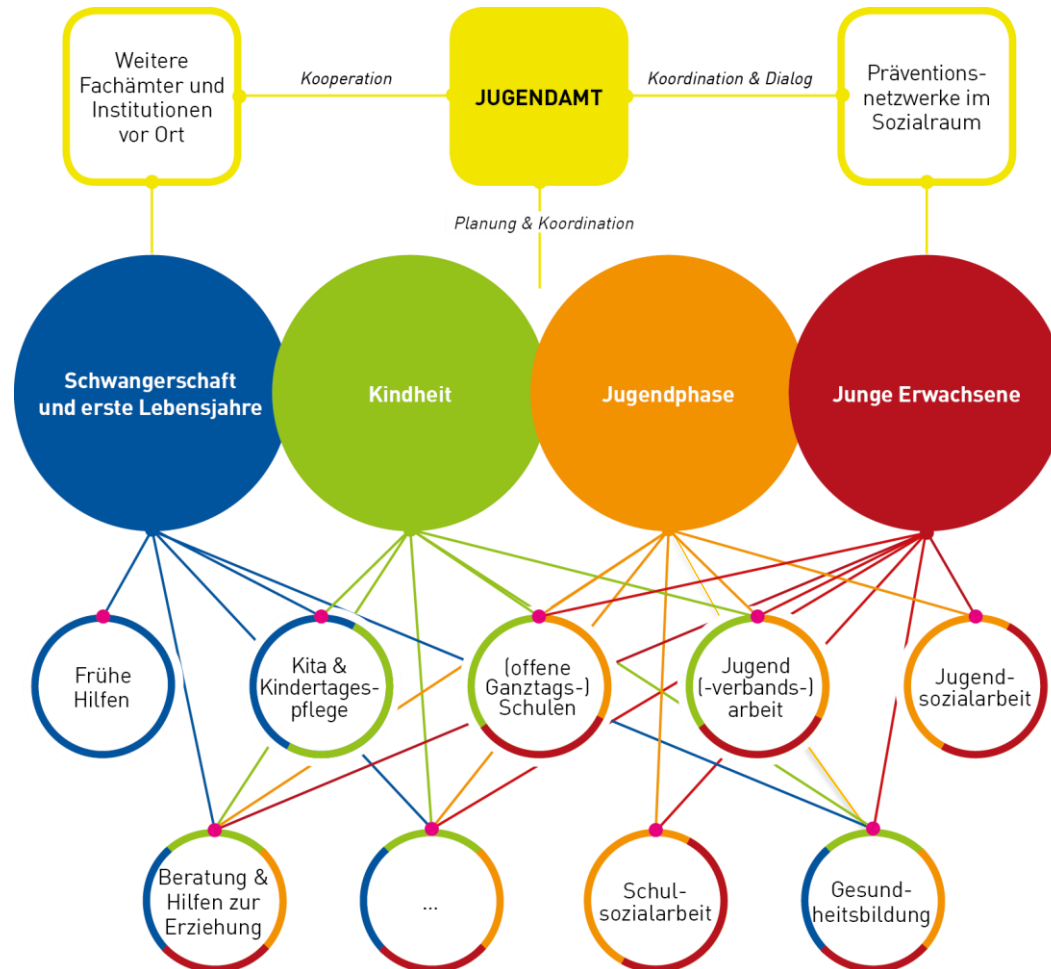 Weitere
Fachämter und
Institutionen
vor Ort
Kooperation
JUGENDAMT
Koordination & Dialog
Präventions-
netzwerke im
Sozialraum
Planung & Koordination
Schwangerschaft
und erste Lebensjahre
Kindheit
Jugendphase
Junge Erwachsene
Frühe
Hilfen
Kita &
Kindertages-
pflege
(offene
Ganztags-)
Schulen
Jugend
(-verbands-)
arbeit
Jugend-
sozialarbeit
Beratung &
Hilfen zur
Erziehung
...
Schul-
sozialarbeit
Gesund-
heitsbildung